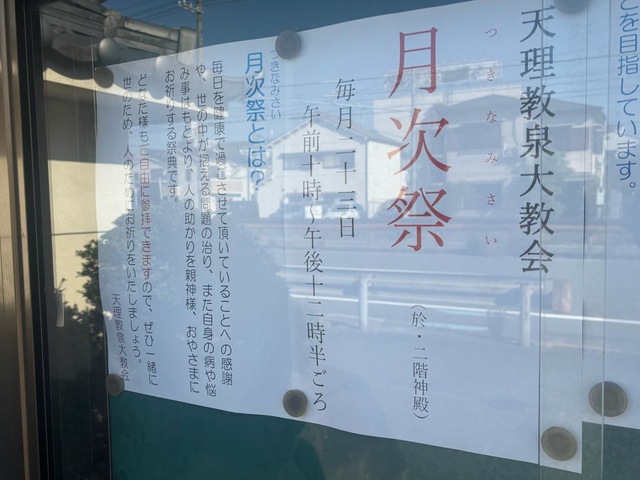 とを目指しています。
天理教泉大教会
つきなみさい
月次祭
(於・二階神殿)
毎月二十三日
午前十時~午後十二時半ごろ
つきなみさい
月次祭とは?
毎日を健康で過ごさせて頂いていることへの感謝
や、世の中が抱える問題の治り、また自身の病や悩
み事はもとより、人の助かりを親神様、おやさまに
お祈りする祭典です。
どなた様もご自由に参拝できますので、ぜひ一緒に
世のため、人の為にお祈りをいたしましょう。
天理教泉大教会